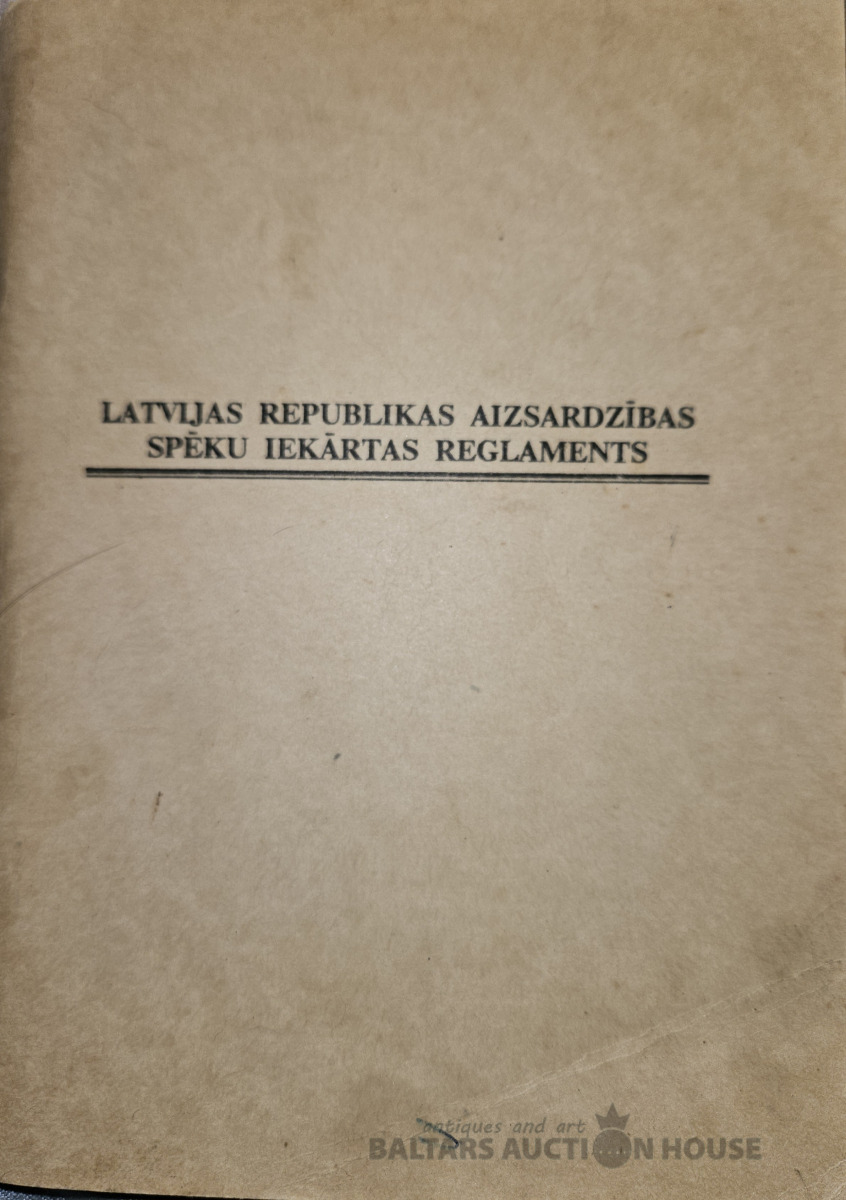 LATVIJAS REPUBLIKAS AIZSARDZĪBAS
SPĒKU IEKĀRTAS REGLAMENTS
antiques and art
BALTARS AUCTION HOUSE